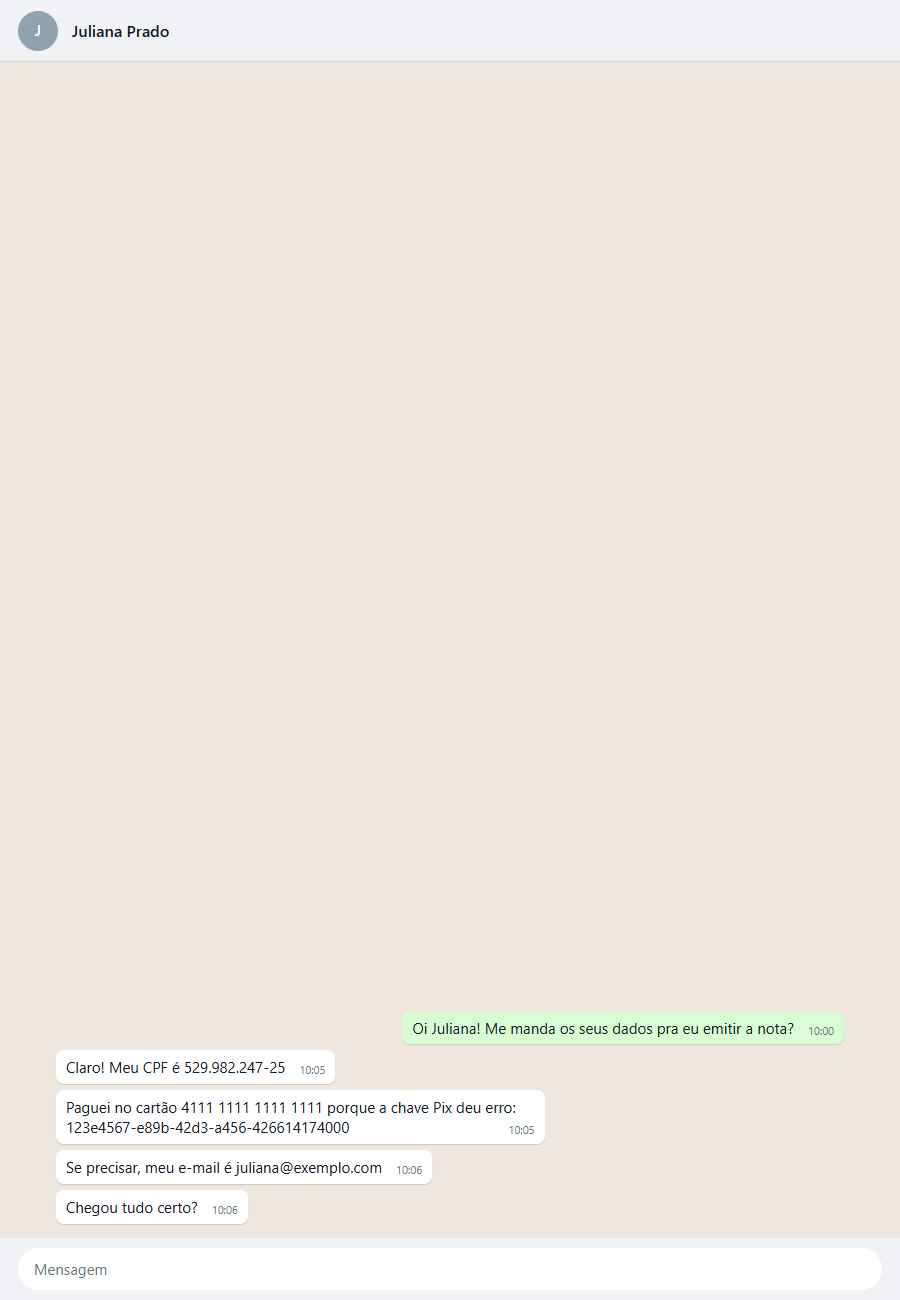 J
Juliana Prado
Oi Juliana! Me manda os seus dados pra eu emitir a nota? 10:00
Claro! Meu CPF é 529.982.247-25 10:05
Paguei no cartão 4111 1111 1111 1111 porque a chave Pix deu erro:
123e4567-e89b-42d3-a456-426614174000 10:05
Se precisar, meu e-mail é juliana@exemplo.com 10:06
Chegou tudo certo? 10:06
Mensagem